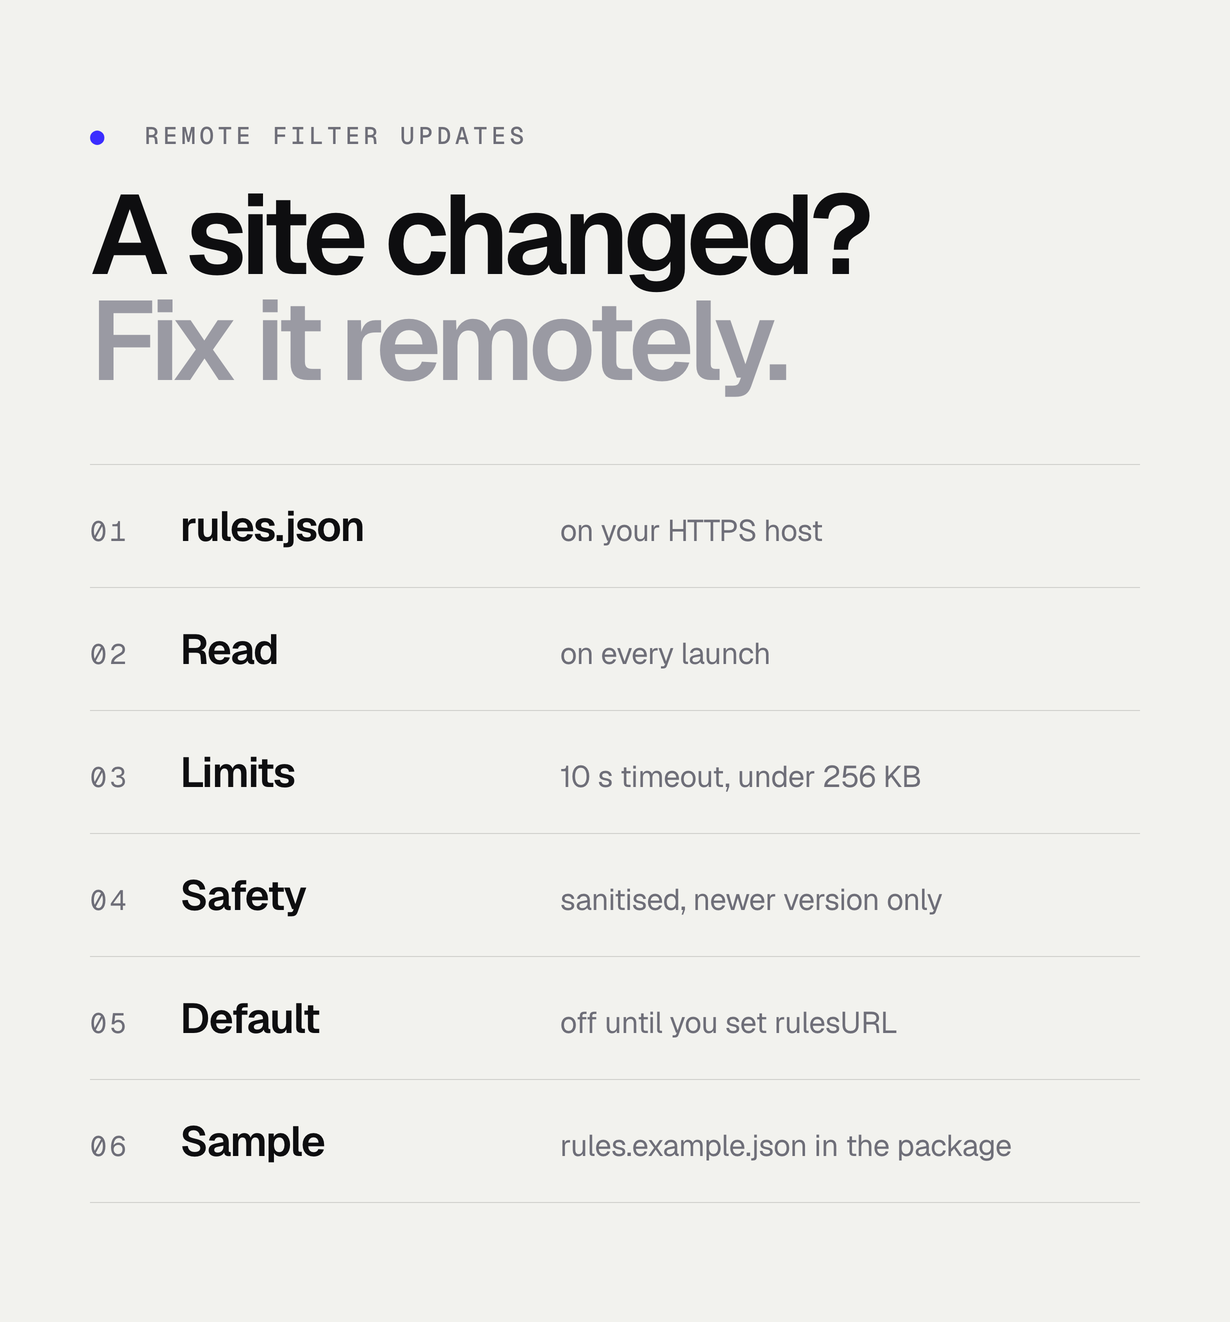 REMOTE FILTER UPDATES
A site changed?
Fix it remotely.
01 rules.json on your HTTPS host
02 Read on every launch
03 Limits 10 s timeout, under 256 KB
04 Safety sanitised, newer version only
05 Default off until you set rulesURL
06 Sample rules.example.json in the package